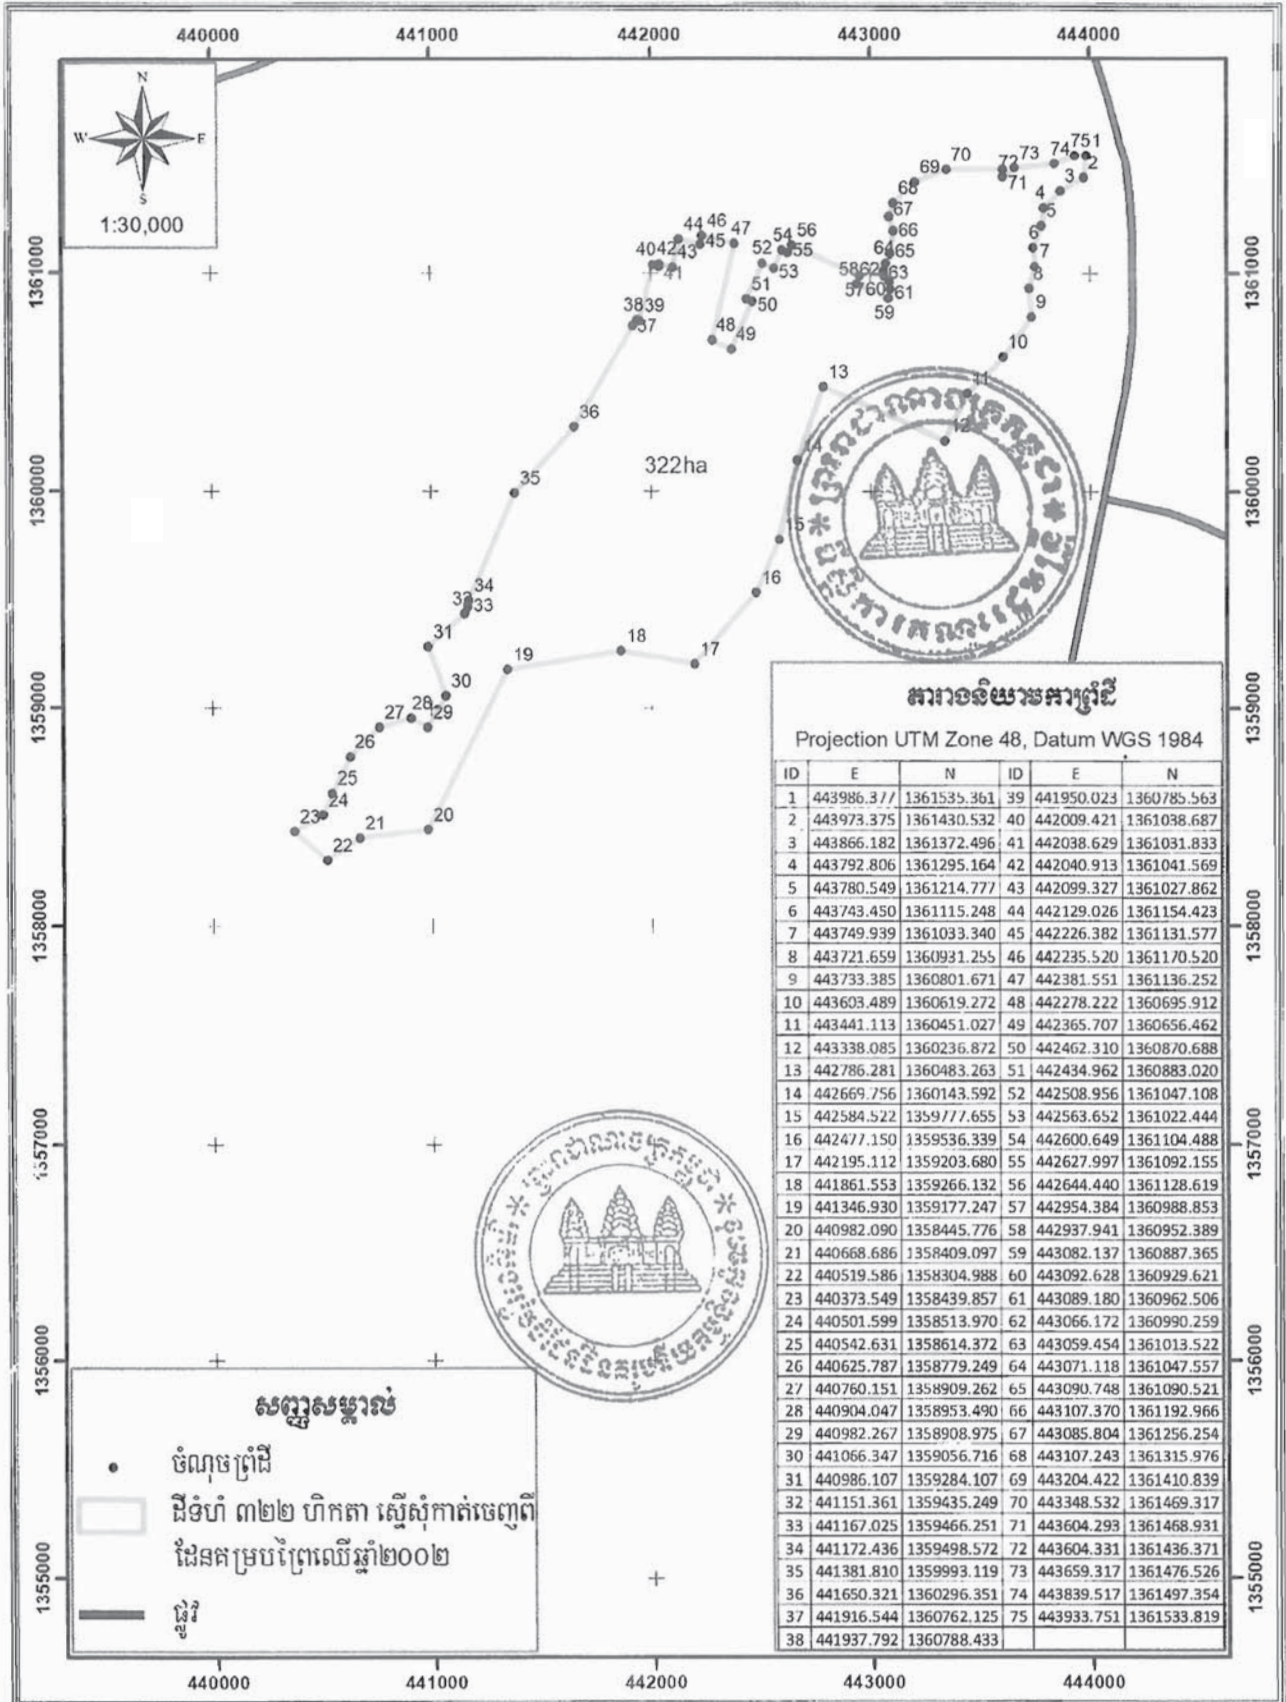 440000 441000 442000 443000 444000
N
W E
S
1:30,000
1361000
1360000
1359000
1358000
1357000
1356000
1355000
322ha
តារាងនិយាមកាព្រំដី
Projection UTM Zone 48, Datum WGS 1984
ID E N ID E N
1 443986.377 1361535.361 39 441950.023 1360785.563
2 443973.375 1361430.532 40 442009.421 1361038.687
3 443866.182 1361372.496 41 442038.629 1361031.833
4 443792.806 1361295.164 42 442040.913 1361041.569
5 443780.549 1361214.777 43 442099.327 1361027.862
6 443743.450 1361115.248 44 442129.026 1361154.423
7 443749.939 1361033.340 45 442226.382 1361131.577
8 443721.659 1360931.255 46 442235.520 1361170.520
9 443733.385 1360801.671 47 442381.551 1361136.252
10 443603.489 1360619.272 48 442278.222 1360695.912
11 443441.113 1360451.027 49 442365.707 1360656.462
12 443338.085 1360236.872 50 442462.310 1360870.688
13 442786.281 1360483.263 51 442434.962 1360883.020
14 442669.756 1360143.592 52 442508.956 1361047.108
15 442584.522 1359777.655 53 442563.652 1361022.444
16 442477.150 1359536.339 54 442600.649 1361104.488
17 442195.112 1359203.680 55 442627.997 1361092.155
18 441861.553 1359266.132 56 442644.440 1361128.619
19 441346.930 1359177.247 57 442954.384 1360988.853
20 440982.090 1358445.776 58 442937.941 1360952.389
21 440668.686 1358409.097 59 443082.137 1360887.365
22 440519.586 1358304.988 60 443092.628 1360929.621
23 440373.549 1358439.857 61 443089.180 1360962.506
24 440501.599 1358513.970 62 443066.172 1360990.259
25 440542.631 1358614.372 63 443059.454 1361013.522
26 440625.787 1358779.249 64 443071.118 1361047.557
27 440760.151 1358909.262 65 443090.748 1361090.521
28 440904.047 1358953.490 66 443107.370 1361192.966
29 440982.267 1358908.975 67 443085.804 1361256.254
30 441066.347 1359056.716 68 443107.243 1361315.976
31 440986.107 1359284.107 69 443204.422 1361410.839
32 441151.361 1359435.249 70 443348.532 1361469.317
33 441167.025 1359466.251 71 443604.293 1361468.931
34 441172.436 1359498.572 72 443604.331 1361436.371
35 441381.810 1359993.119 73 443659.317 1361476.526
36 441650.321 1360296.351 74 443839.517 1361497.354
37 441916.544 1360762.125 75 443933.751 1361533.819
38 441937.792 1360788.433
សញ្ញាសម្គាល់
ចំណុចព្រំដី
ដីទំហំ ៣២២ ហិកតា ស្នើសុំកាត់ចេញពី
ដែនគម្របព្រៃឈើឆ្នាំ២០០២
ផ្លូវ
440000 441000 442000 443000 444000